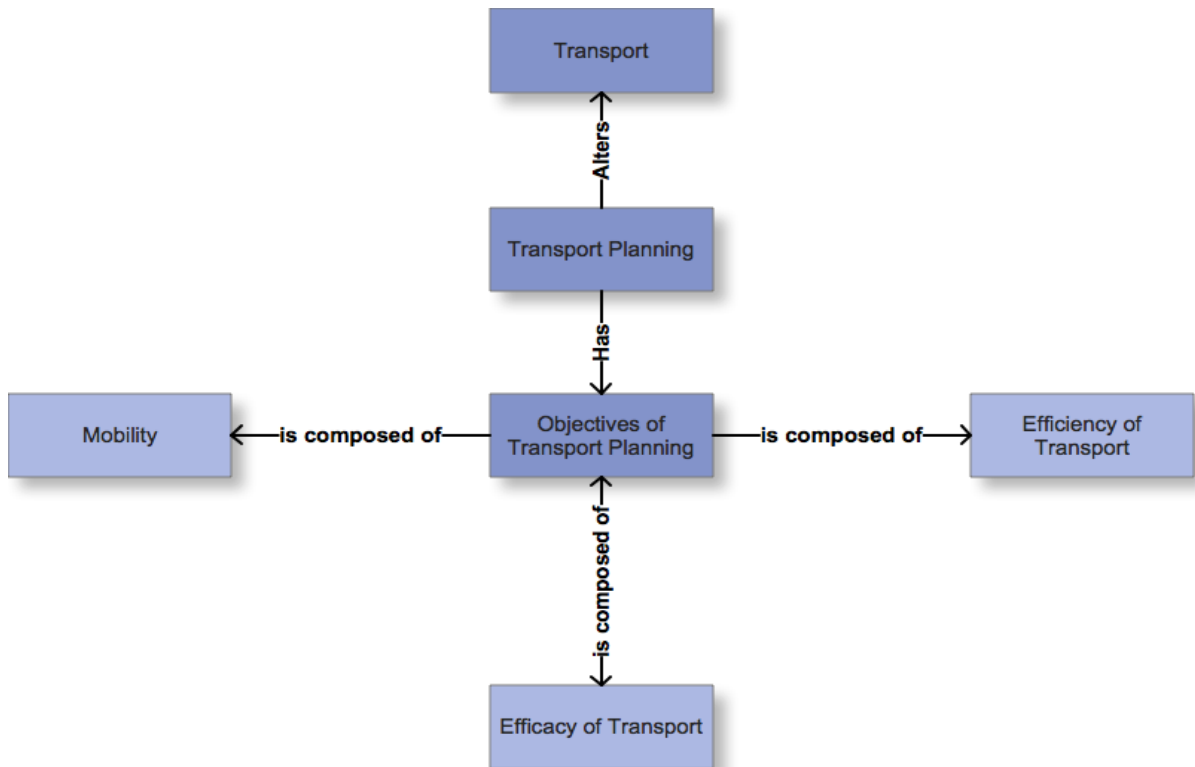 Transport
Alters
Transport Planning
Has
Mobility
is composed of
Objectives of
Transport Planning
is composed of
Efficiency of
Transport
is composed of
Efficacy of Transport